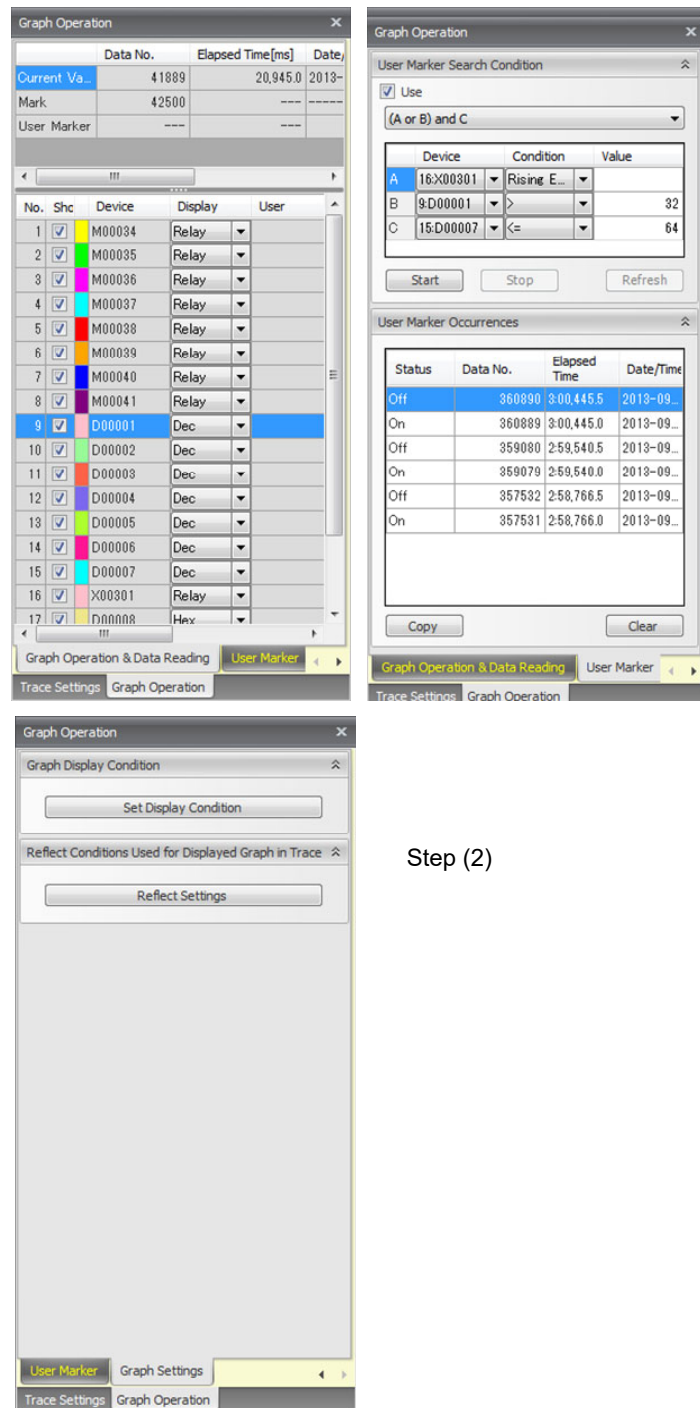 Graph Operation ×
Data No. Elapsed Time[ms] Date/
Current Va... 41889 20,945.0 2013-
Mark 42500 --- -----
User Marker --- ---
No. Shc Device Display User
1 M00034 Relay
2 M00035 Relay
3 M00036 Relay
4 M00037 Relay
5 M00038 Relay
6 M00039 Relay
7 M00040 Relay
8 M00041 Relay
9 D00001 Dec
10 D00002 Dec
11 D00003 Dec
12 D00004 Dec
13 D00005 Dec
14 D00006 Dec
15 D00007 Dec
16 X00301 Relay
17 D00008 Hex
Graph Operation & Data Reading User Marker
Trace Settings Graph Operation
Graph Operation ×
User Marker Search Condition
Use
(A or B) and C
Device Condition Value
A 16:X00301 Rising E...
B 9:D00001 > 32
C 15:D00007 <= 64
Start Stop Refresh
User Marker Occurrences
Status Data No. Elapsed Time Date/Time
Off 360890 3:00,445.5 2013-09...
On 360889 3:00,445.0 2013-09...
Off 359080 2:59,540.5 2013-09...
On 359079 2:59,540.0 2013-09...
Off 357532 2:58,766.5 2013-09...
On 357531 2:58,766.0 2013-09...
Copy Clear
Graph Operation & Data Reading User Marker
Trace Settings Graph Operation
Graph Operation ×
Graph Display Condition
Set Display Condition
Reflect Conditions Used for Displayed Graph in Trace
Reflect Settings
User Marker Graph Settings
Trace Settings Graph Operation
Step (2)